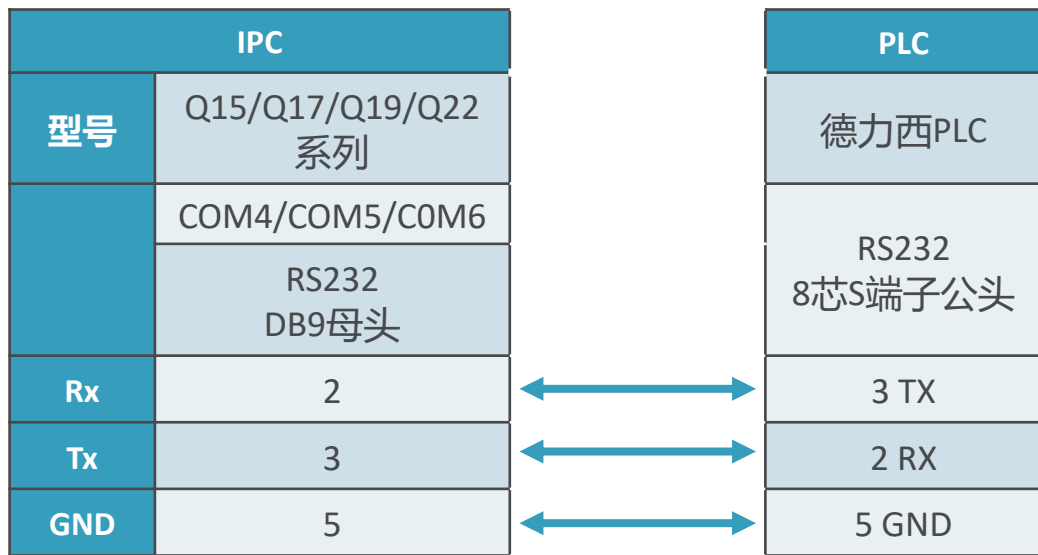 IPC
PLC
型号
Q15/Q17/Q19/Q22
系列
德力西PLC
COM4/COM5/C0M6
RS232
DB9母头
RS232
8芯S端子公头
Rx
2
3 TX
Tx
3
2 RX
GND
5
5 GND